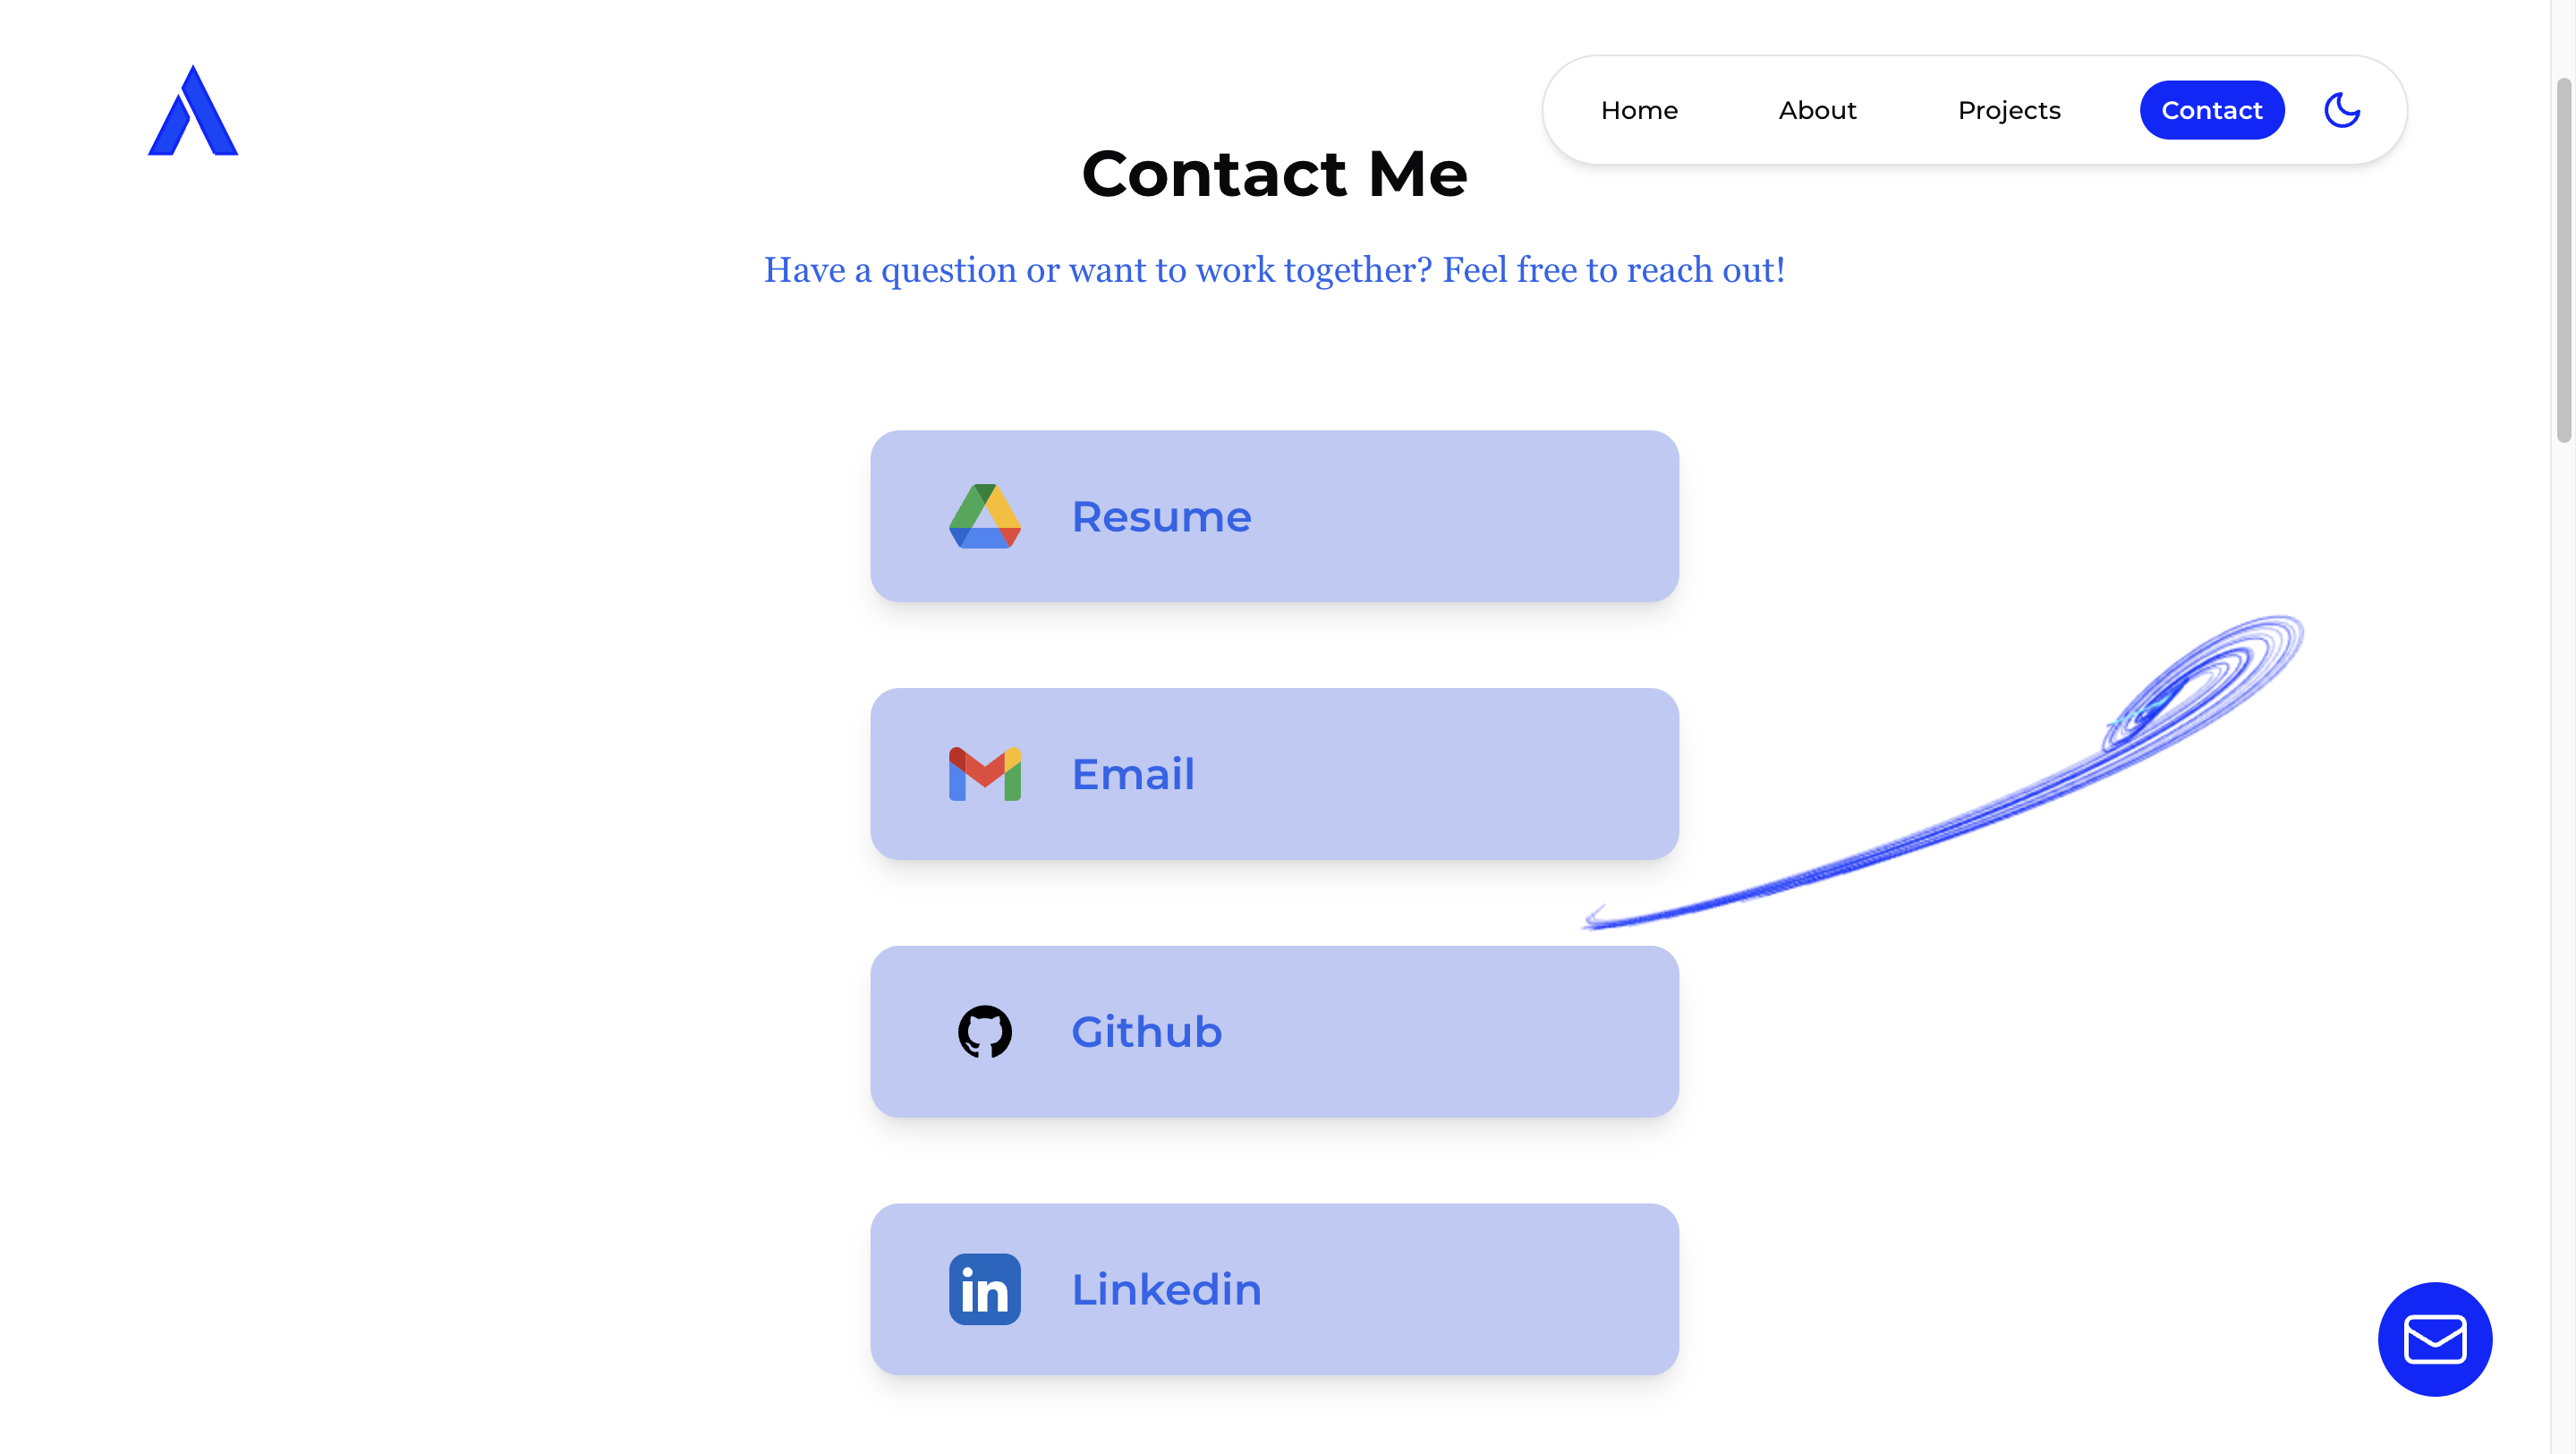 Home About Projects Contact
Contact Me
Have a question or want to work together? Feel free to reach out!
Resume
Email
Github
in Linkedin